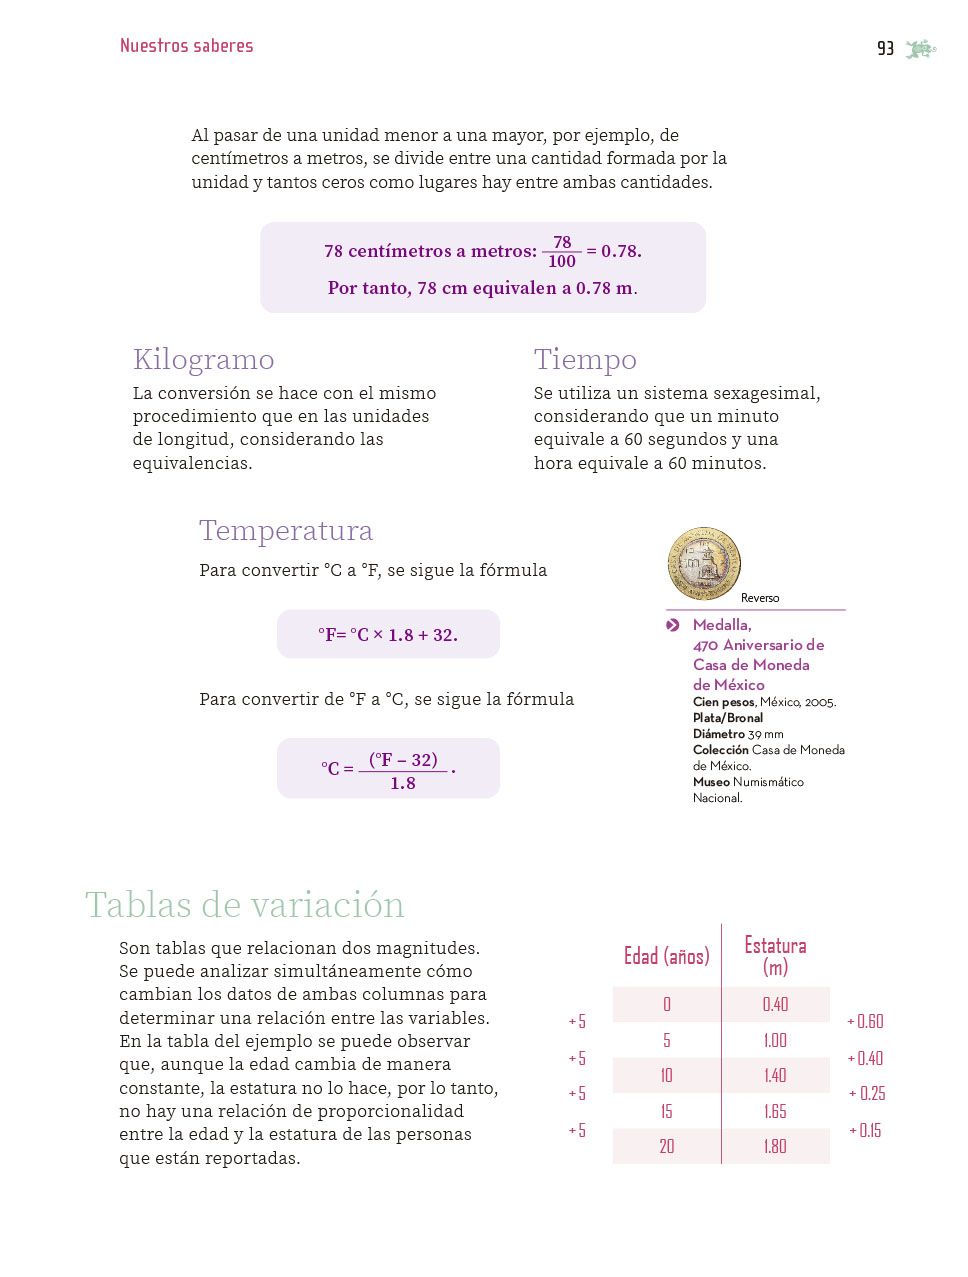 Nuestros saberes
93
Al pasar de una unidad menor a una mayor, por ejemplo, de
centímetros a metros, se divide entre una cantidad formada por la
unidad y tantos ceros como lugares hay entre ambas cantidades.
78 centímetros a metros: 78/100 = 0.78.
Por tanto, 78 cm equivalen a 0.78 m.
Kilogramo
La conversión se hace con el mismo
procedimiento que en las unidades
de longitud, considerando las
equivalencias.
Tiempo
Se utiliza un sistema sexagesimal,
considerando que un minuto
equivale a 60 segundos y una
hora equivale a 60 minutos.
Temperatura
Para convertir °C a °F, se sigue la fórmula
°F= °C × 1.8 + 32.
Para convertir de °F a °C, se sigue la fórmula
°C = (°F – 32)/1.8.
Reverso
Medalla,
470 Aniversario de
Casa de Moneda
de México
Cien pesos, México, 2005.
Plata/Bronal
Diámetro 39 mm
Colección Casa de Moneda
de México.
Museo Numismático
Nacional.
Tablas de variación
Son tablas que relacionan dos magnitudes.
Se puede analizar simultáneamente cómo
cambian los datos de ambas columnas para
determinar una relación entre las variables.
En la tabla del ejemplo se puede observar
que, aunque la edad cambia de manera
constante, la estatura no lo hace, por lo tanto,
no hay una relación de proporcionalidad
entre la edad y la estatura de las personas
que están reportadas.
Edad (años) Estatura
(m)
0 0.40
+ 5 + 0.60
5 1.00
+ 5 + 0.40
10 1.40
+ 5 + 0.25
15 1.65
+ 5 + 0.15
20 1.80